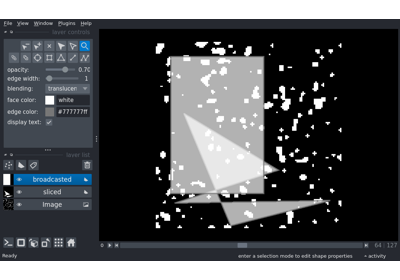 File View Window Plugins Help
layer controls
opacity: 0.70
edge width: 1
blending: translucen
face color: white
edge color: #777777ff
display text:
layer list
broadcasted
sliced
Image
64 127
Ready enter a selection mode to edit shape properties activity